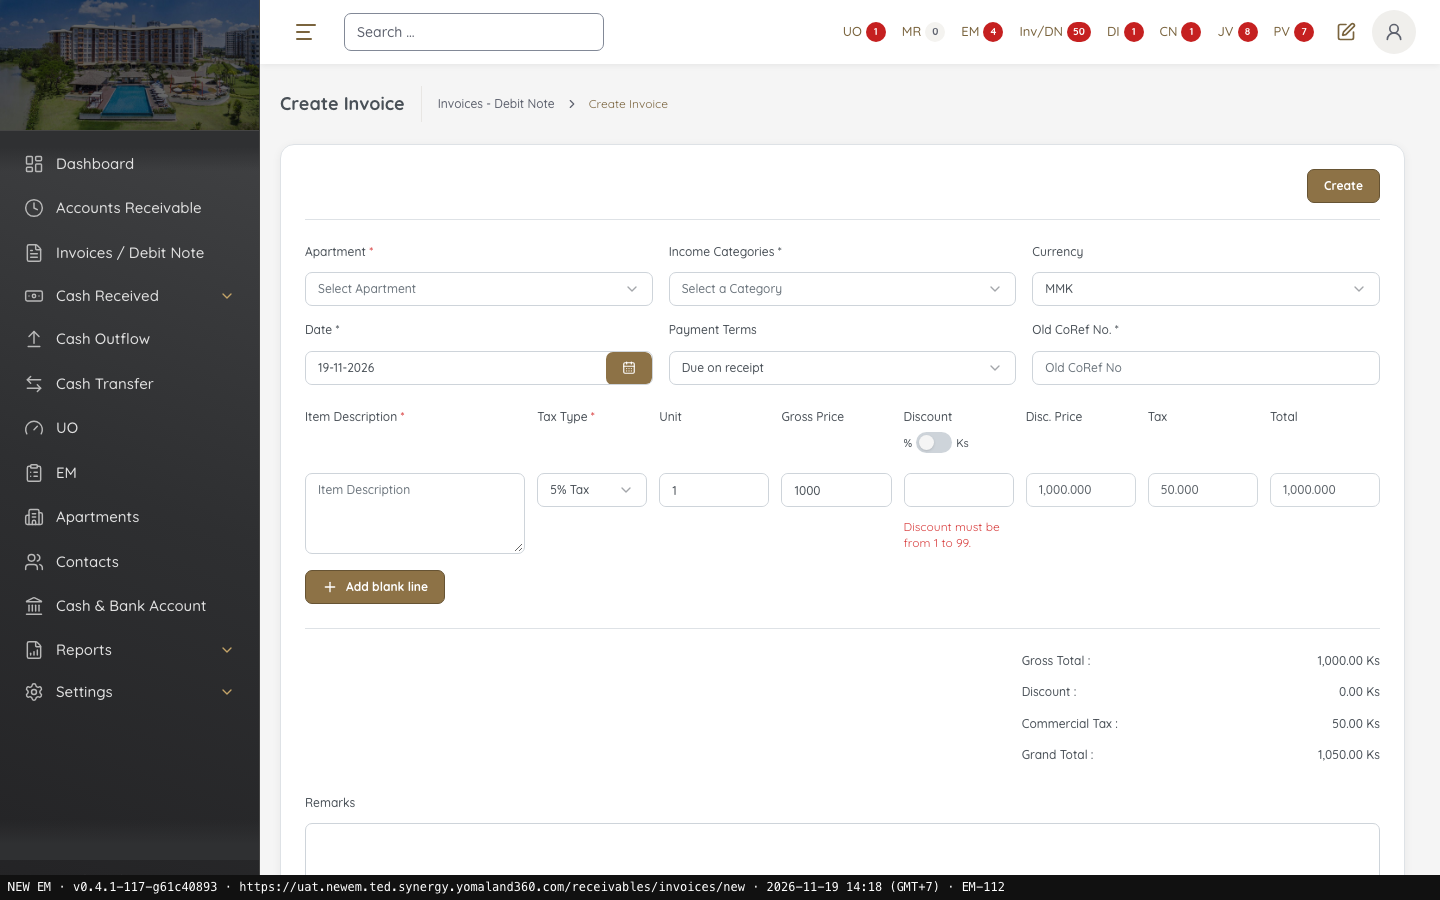 Search ...
UO 1 MR 0 EM 4 Inv/DN 50 DI 1 CN 1 JV 8 PV 7
Create Invoice
Invoices - Debit Note > Create Invoice
Dashboard
Accounts Receivable
Invoices / Debit Note
Cash Received
Cash Outflow
Cash Transfer
UO
EM
Apartments
Contacts
Cash & Bank Account
Reports
Settings
Create
Apartment * Income Categories * Currency
Select Apartment Select a Category MMK
Date * Payment Terms Old CoRef No. *
19-11-2026 Due on receipt Old CoRef No
Item Description * Tax Type * Unit Gross Price Discount Disc. Price Tax Total
% Ks
Item Description 5% Tax 1 1000 1,000.000 50.000 1,000.000
Discount must be
from 1 to 99.
+ Add blank line
Gross Total : 1,000.00 Ks
Discount : 0.00 Ks
Commercial Tax : 50.00 Ks
Grand Total : 1,050.00 Ks
Remarks
NEW EM · v0.4.1-117-g61c40893 · https://uat.newem.ted.synergy.yomaland360.com/receivables/invoices/new · 2026-11-19 14:18 (GMT+7) · EM-112